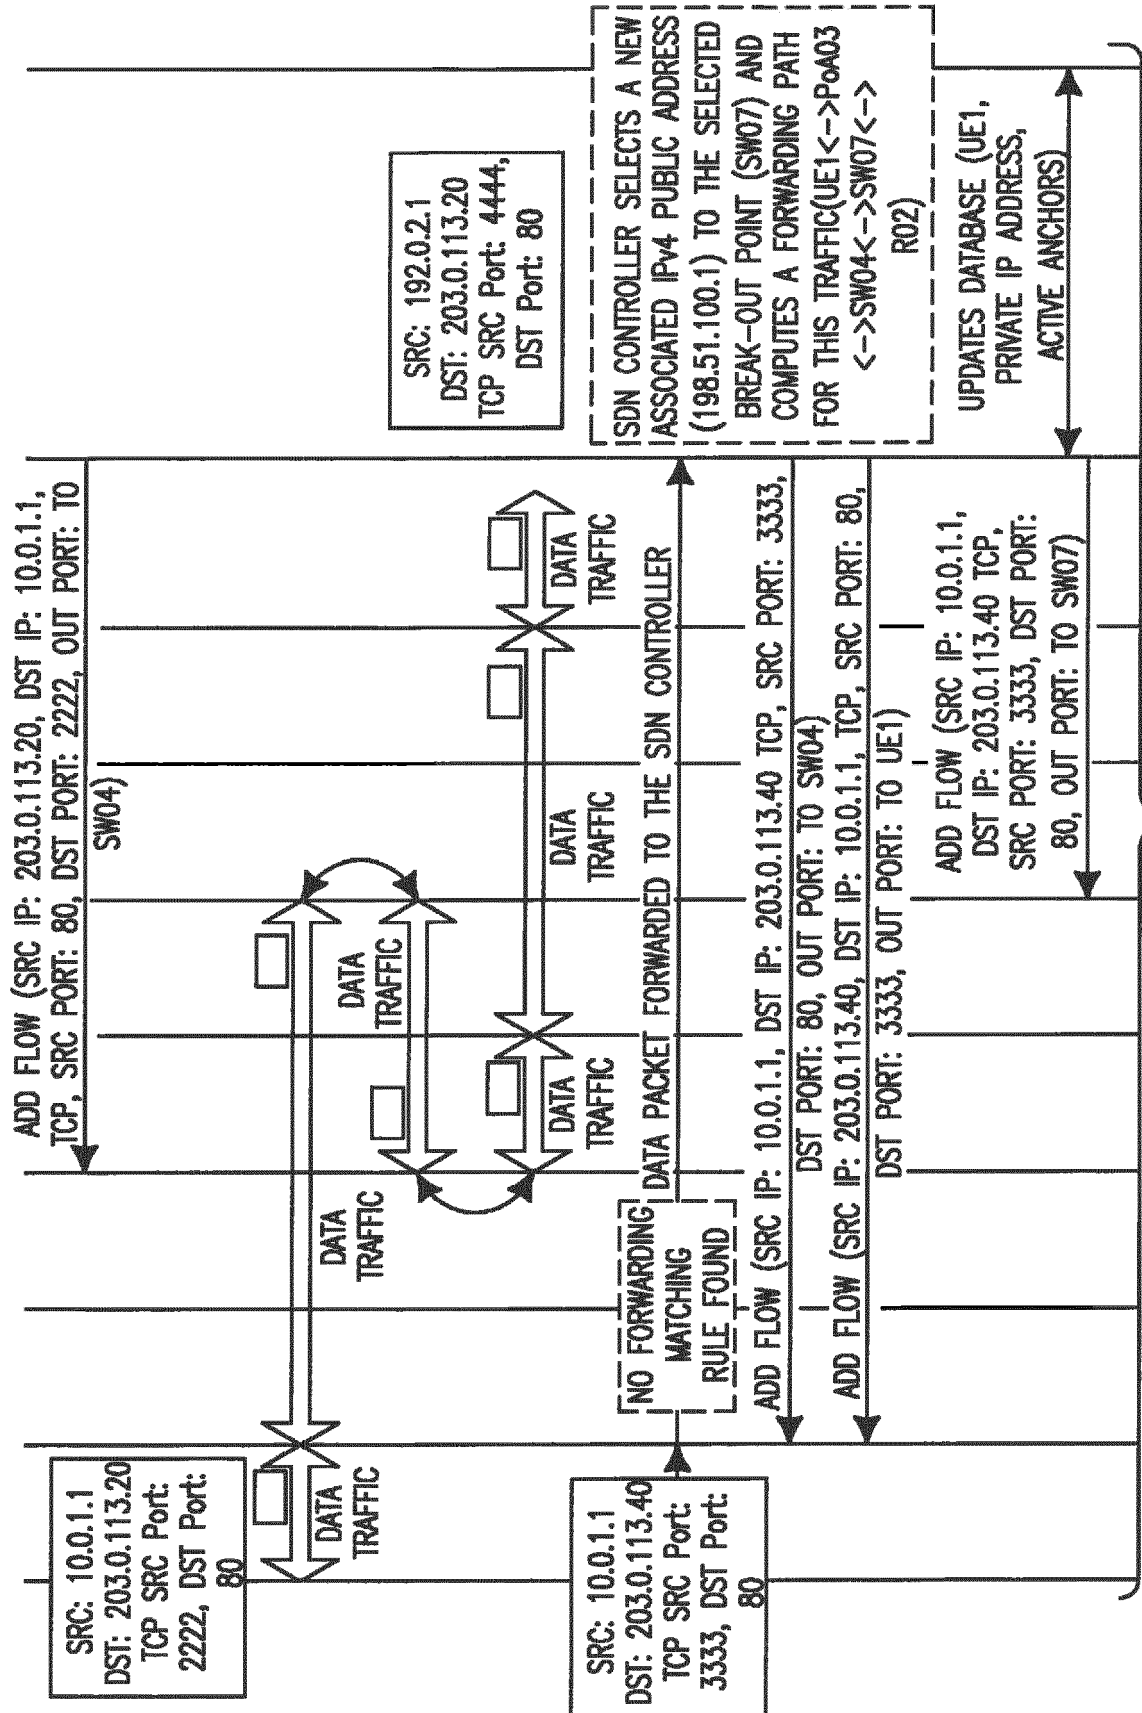 ADD FLOW (SRC IP: 203.0.113.20, DST IP: 10.0.1.1,
TCP, SRC PORT: 80, DST PORT: 2222, OUT PORT: TO
SW04)
SRC: 10.0.1.1
DST: 203.0.113.20
TCP SRC Port:
2222, DST Port:
80
DATA
TRAFFIC
DATA
TRAFFIC
DATA
TRAFFIC
SRC: 192.0.2.1
DST: 203.0.113.20
TCP SRC Port: 4444,
DST Port: 80
DATA
TRAFFIC
DATA
TRAFFIC
DATA
TRAFFIC
SRC: 10.0.1.1
DST: 203.0.113.40
TCP SRC Port:
3333, DST Port:
80
NO FORWARDING
MATCHING
RULE FOUND
DATA PACKET FORWARDED TO THE SDN CONTROLLER
SDN CONTROLLER SELECTS A NEW
ASSOCIATED IPv4 PUBLIC ADDRESS
(198.51.100.1) TO THE SELECTED
BREAK-OUT POINT (SW07) AND
COMPUTES A FORWARDING PATH
FOR THIS TRAFFIC(UE1<->PoA03
<->SW04<->SW07<->
R02)
ADD FLOW (SRC IP: 10.0.1.1, DST IP: 203.0.113.40 TCP, SRC PORT: 3333,
DST PORT: 80, OUT PORT: TO SW04)
ADD FLOW (SRC IP: 203.0.113.40, DST IP: 10.0.1.1, TCP, SRC PORT: 80,
DST PORT: 3333, OUT PORT: TO UE1)
UPDATES DATABASE (UE1,
PRIVATE IP ADDRESS,
ACTIVE ANCHORS)
ADD FLOW (SRC IP: 10.0.1.1,
DST IP: 203.0.113.40 TCP,
SRC PORT: 3333, DST PORT:
80, OUT PORT: TO SW07)